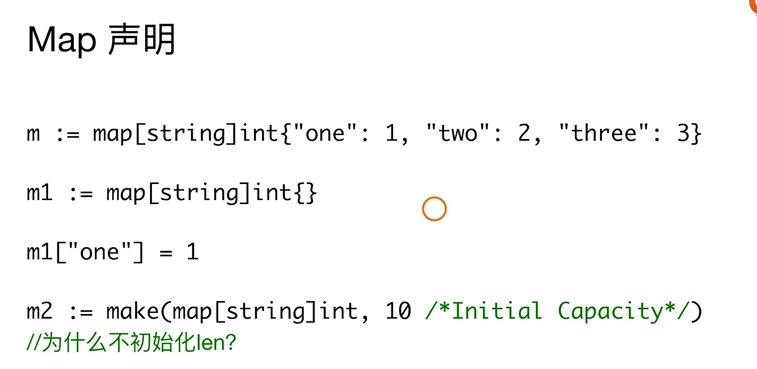 Map 声明
m := map[string]int{"one": 1, "two": 2, "three": 3}
m1 := map[string]int{}
m1["one"] = 1
m2 := make(map[string]int, 10 /*Initial Capacity*/)
//为什么不初始化len?